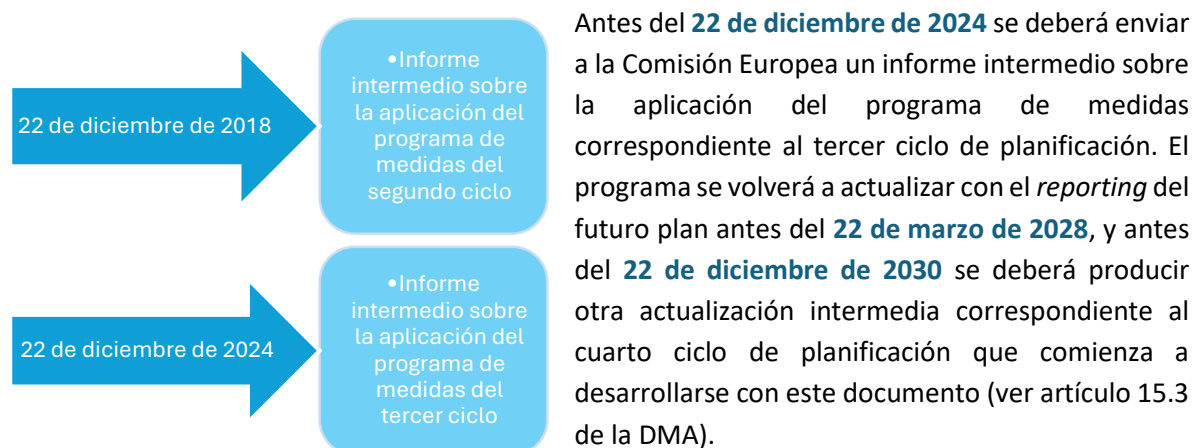 22 de diciembre de 2018
•Informe
intermedio sobre
la aplicación del
programa de
medidas del
segundo ciclo
22 de diciembre de 2024
•Informe
intermedio sobre
la aplicación del
programa de
medidas del
tercer ciclo
Antes del 22 de diciembre de 2024 se deberá enviar
a la Comisión Europea un informe intermedio sobre
la aplicación del programa de medidas
correspondiente al tercer ciclo de planificación. El
programa se volverá a actualizar con el reporting del
futuro plan antes del 22 de marzo de 2028, y antes
del 22 de diciembre de 2030 se deberá producir
otra actualización intermedia correspondiente al
cuarto ciclo de planificación que comienza a
desarrollarse con este documento (ver artículo 15.3
de la DMA).